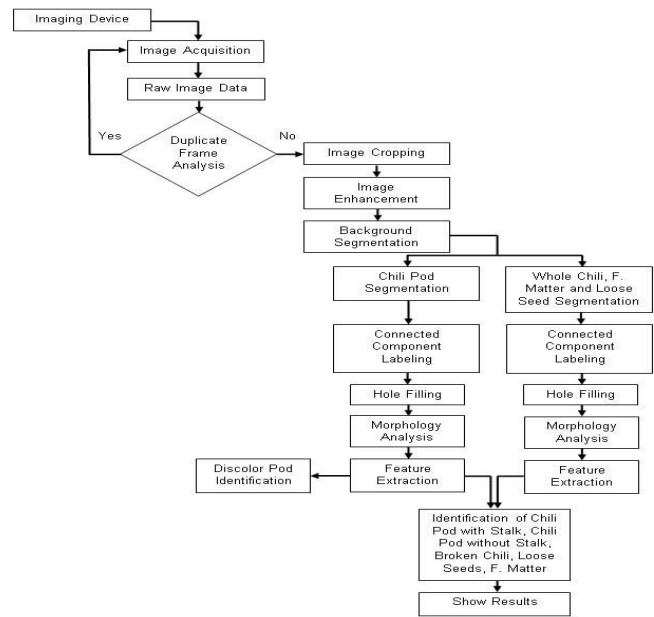 Imaging Device
Image Acquisition
Raw Image Data
Yes
Duplicate
Frame
Analysis
No
Image Cropping
Image
Enhancement
Background
Segmentation
Chili Pod
Segmentation
Whole Chili, F.
Matter and Loose
Seed Segmentation
Connected
Component
Labeling
Connected
Component
Labeling
Hole Filling
Hole Filling
Morphology
Analysis
Morphology
Analysis
Discolor Pod
Identification
Feature
Extraction
Feature
Extraction
Identification of Chili
Pod with Stalk, Chili
Pod without Stalk,
Broken Chili, Loose
Seeds, F. Matter
Show Results